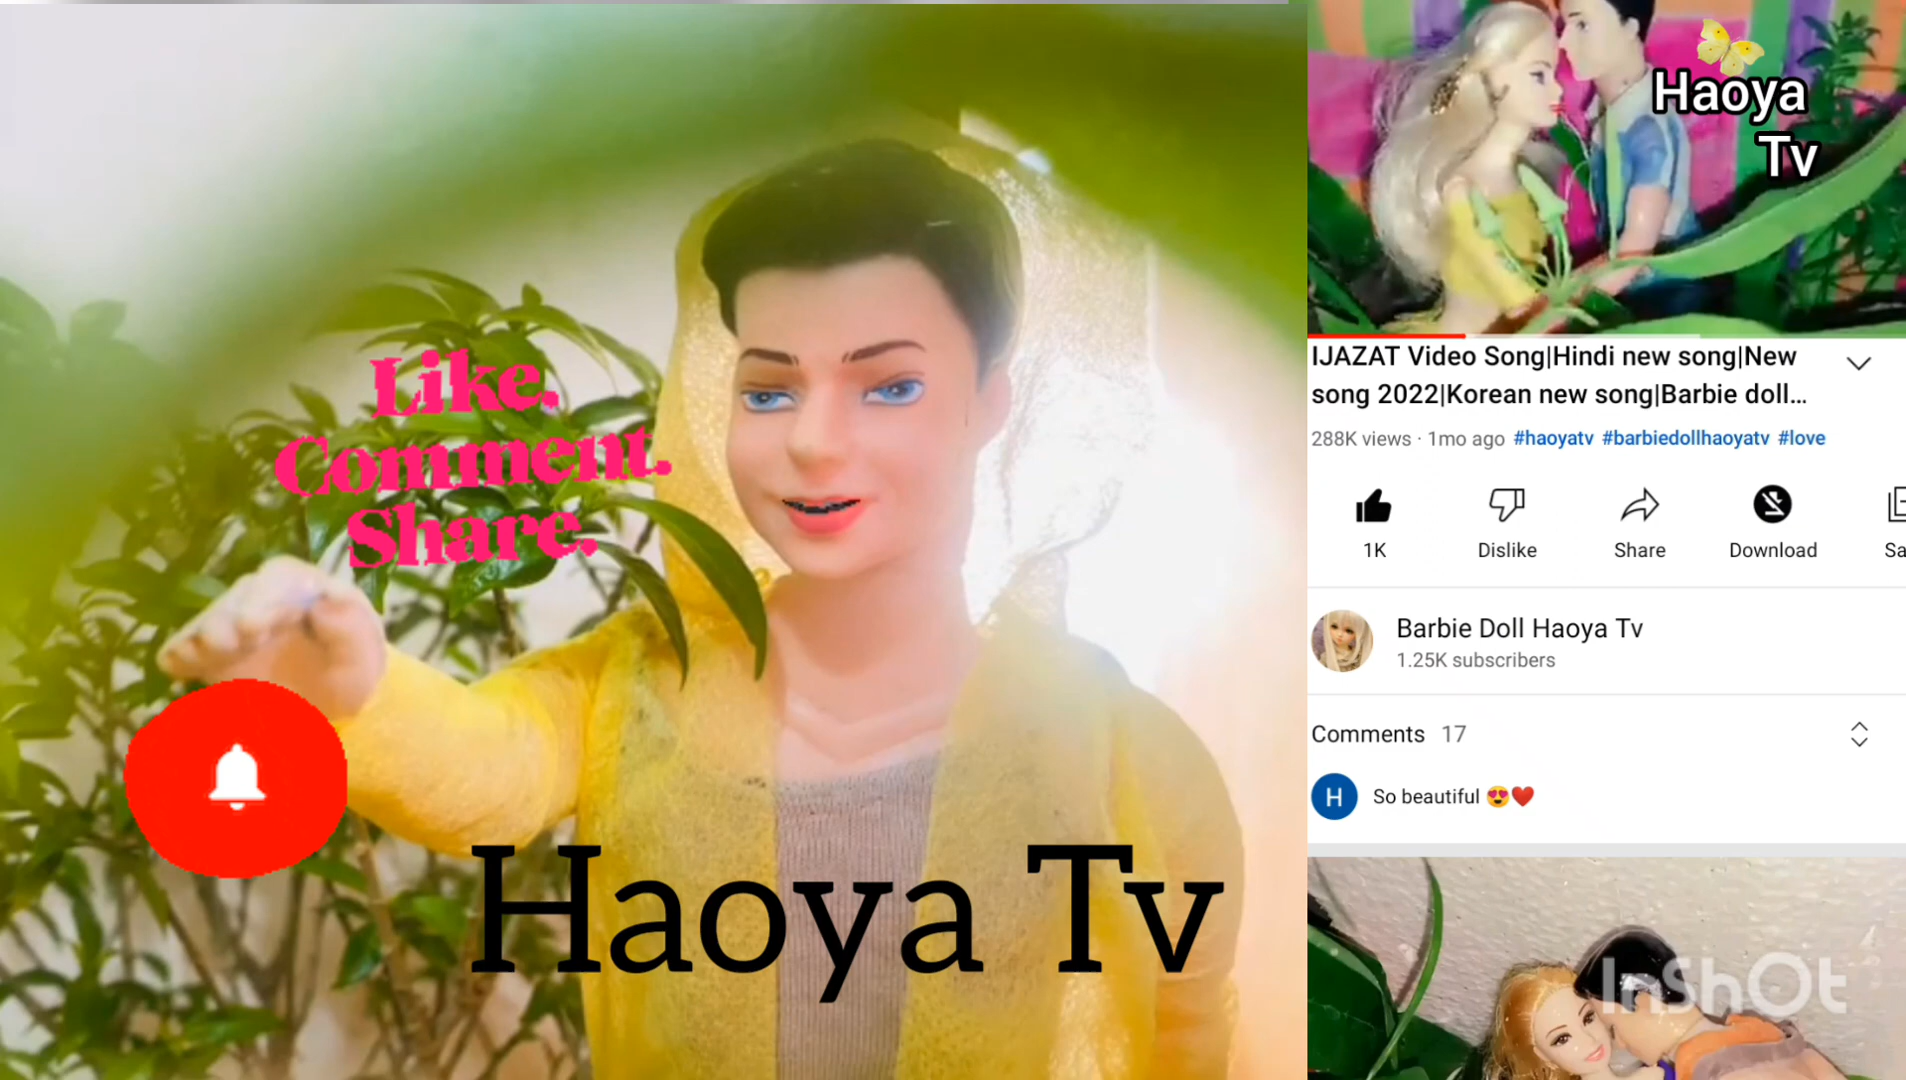 Like.
Comment.
Share.
Haoya Tv
Haoya
Tv
IJAZAT Video Song|Hindi new song|New
song 2022|Korean new song|Barbie doll...
288K views · 1mo ago #haoyatv #barbiedollhaoyatv #love
1K
Dislike
Share
Download
Sa
Barbie Doll Haoya Tv
1.25K subscribers
Comments 17
H
So beautiful 😍❤️
InShOt